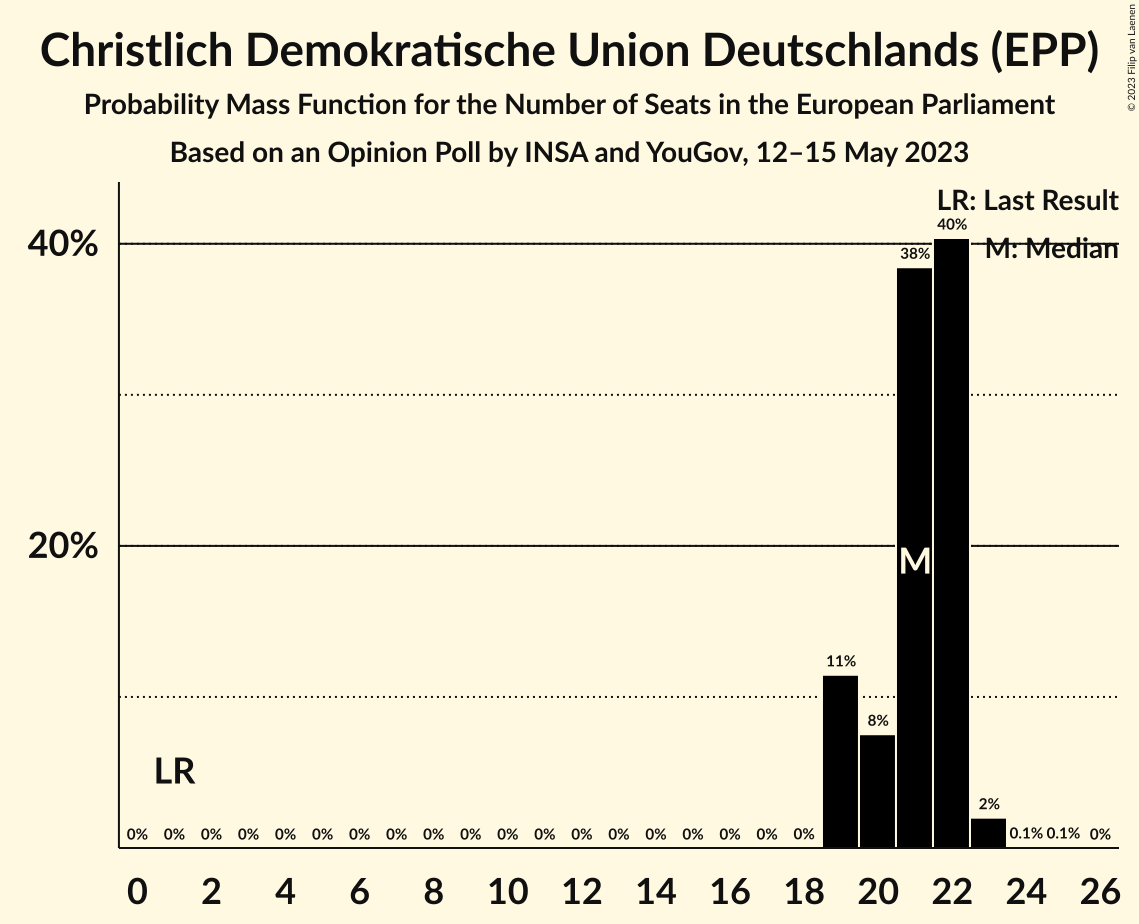 Christlich Demokratische Union Deutschlands (EPP)
Probability Mass Function for the Number of Seats in the European Parliament
Based on an Opinion Poll by INSA and YouGov, 12–15 May 2023
© 2023 Filip van Laenen
LR: Last Result
M: Median
40%
20%
40%
38%
M
11%
8%
LR
2%
0% 0% 0% 0% 0% 0% 0% 0% 0% 0% 0% 0% 0% 0% 0% 0% 0% 0% 0% 0.1% 0.1% 0%
0 2 4 6 8 10 12 14 16 18 20 22 24 26